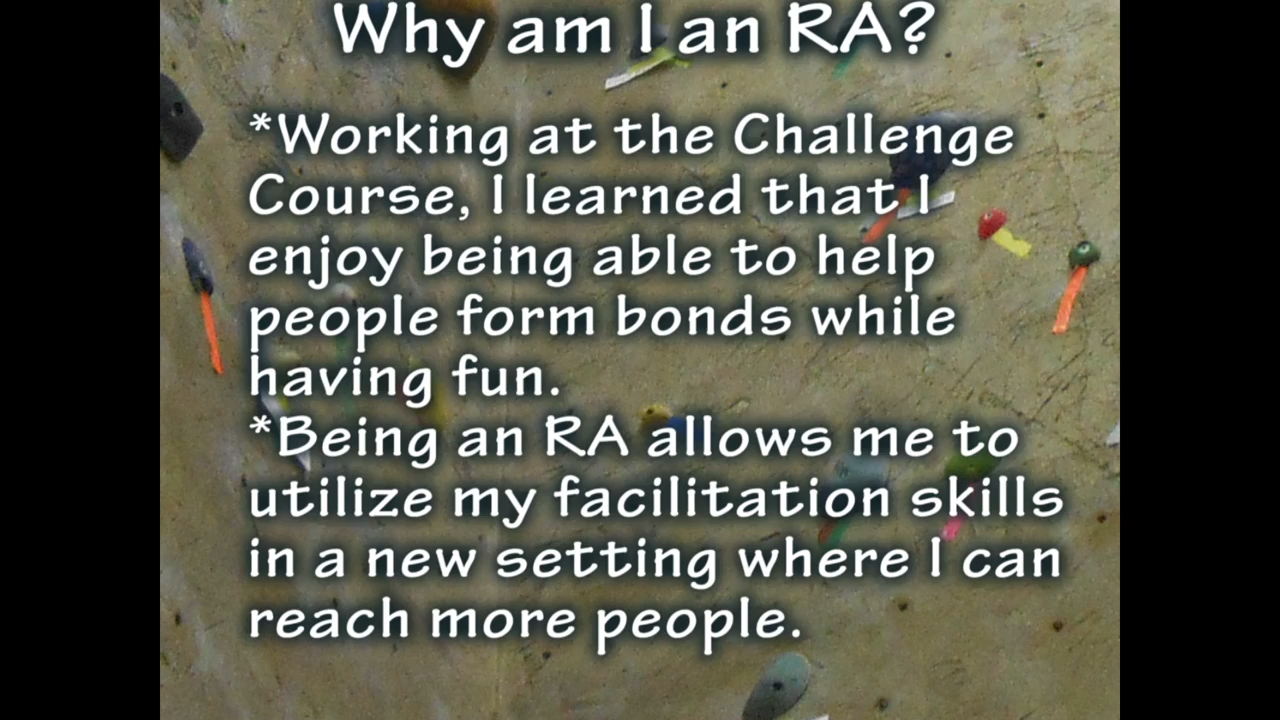 Why am I an RA?
*Working at the Challenge
Course, I learned that I
enjoy being able to help
people form bonds while
having fun.
*Being an RA allows me to
utilize my facilitation skills
in a new setting where I can
reach more people.